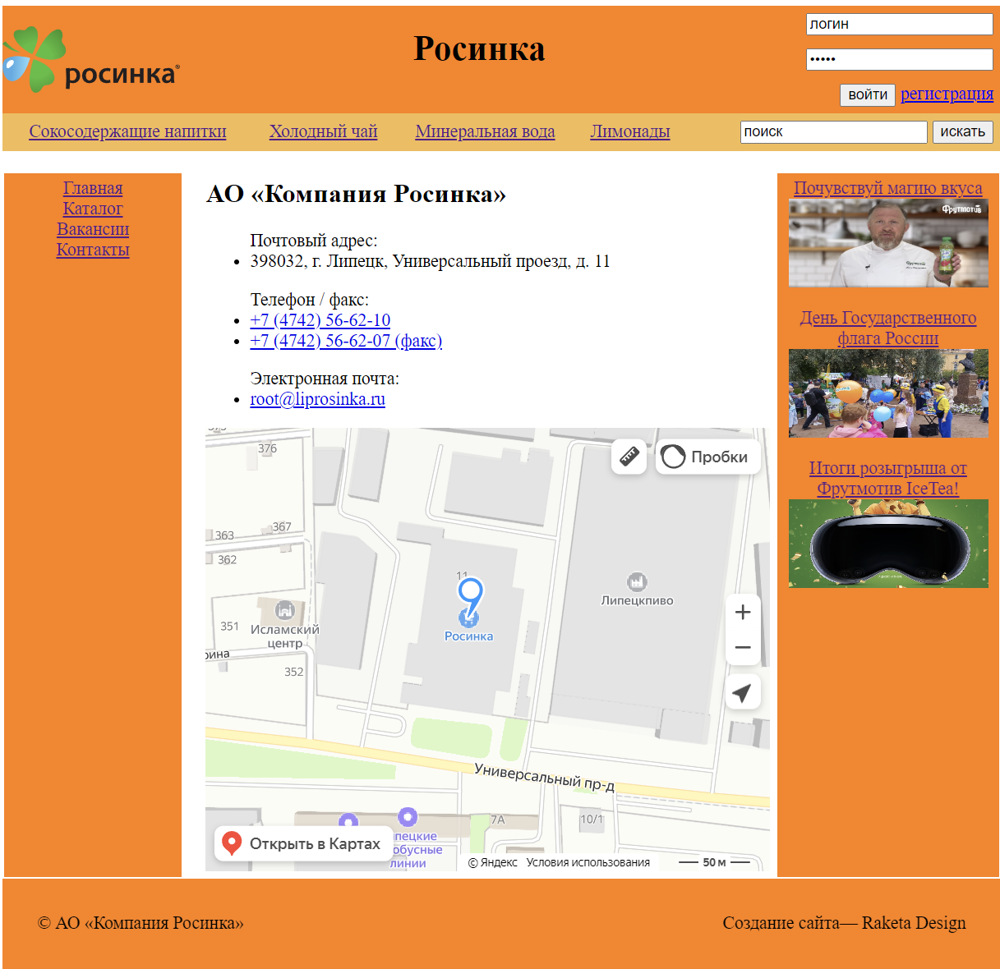 росинка®
Росинка
логин
•••••
войти регистрация
Сокосодержащие напитки Холодный чай Минеральная вода Лимонады поиск искать
Главная
Каталог
Вакансии
Контакты
АО «Компания Росинка»
Почтовый адрес:
398032, г. Липецк, Универсальный проезд, д. 11
Телефон / факс:
+7 (4742) 56-62-10
+7 (4742) 56-62-07 (факс)
Электронная почта:
root@liprosinka.ru
376
Пробки
367
363
362
11
Липецкпиво
351
Исламский
центр
Росинка
рина
352
Универсальный пр-д
7А
10/1
Открыть в Картах
пецкие
обусные
линии
© Яндекс Условия использования
50 м
Почувствуй магию вкуса
Фрутмотив
День Государственного
флага России
Итоги розыгрыша от
Фрутмотив IceTea!
© АО «Компания Росинка»
Создание сайта— Raketa Design